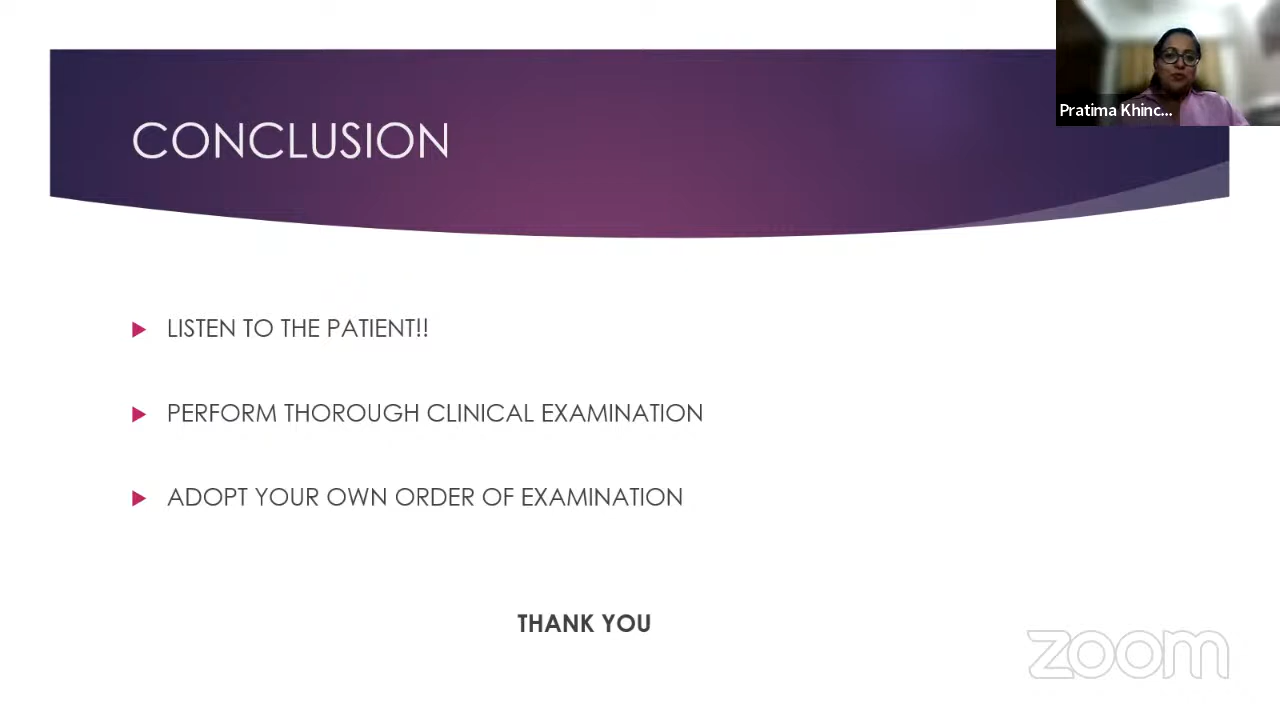 Pratima Khinc...
CONCLUSION
LISTEN TO THE PATIENT!!
PERFORM THOROUGH CLINICAL EXAMINATION
ADOPT YOUR OWN ORDER OF EXAMINATION
THANK YOU
zoom